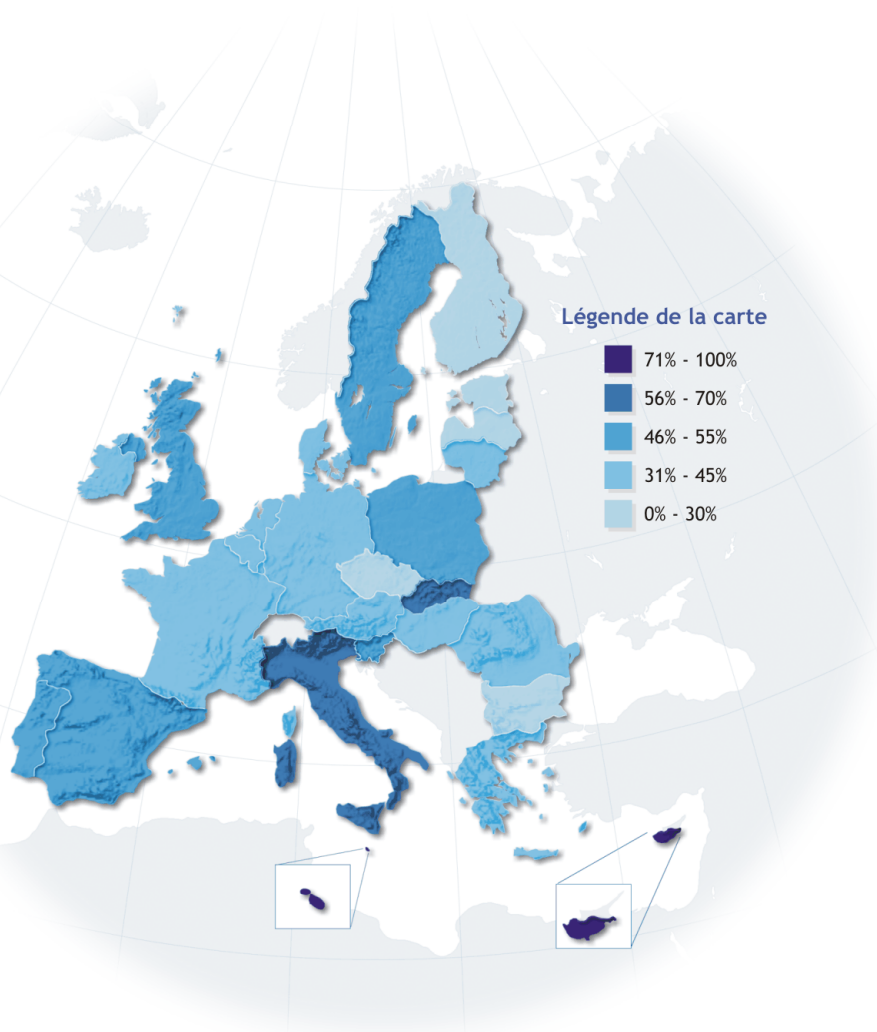 Légende de la carte
71% - 100%
56% - 70%
46% - 55%
31% - 45%
0% - 30%